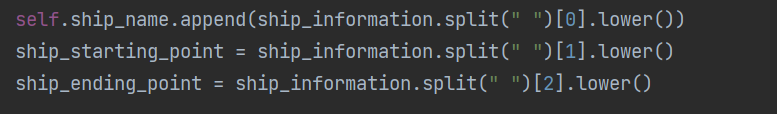 self.ship_name.append(ship_information.split(" ")[0].lower())
ship_starting_point = ship_information.split(" ")[1].lower()
ship_ending_point = ship_information.split(" ")[2].lower()